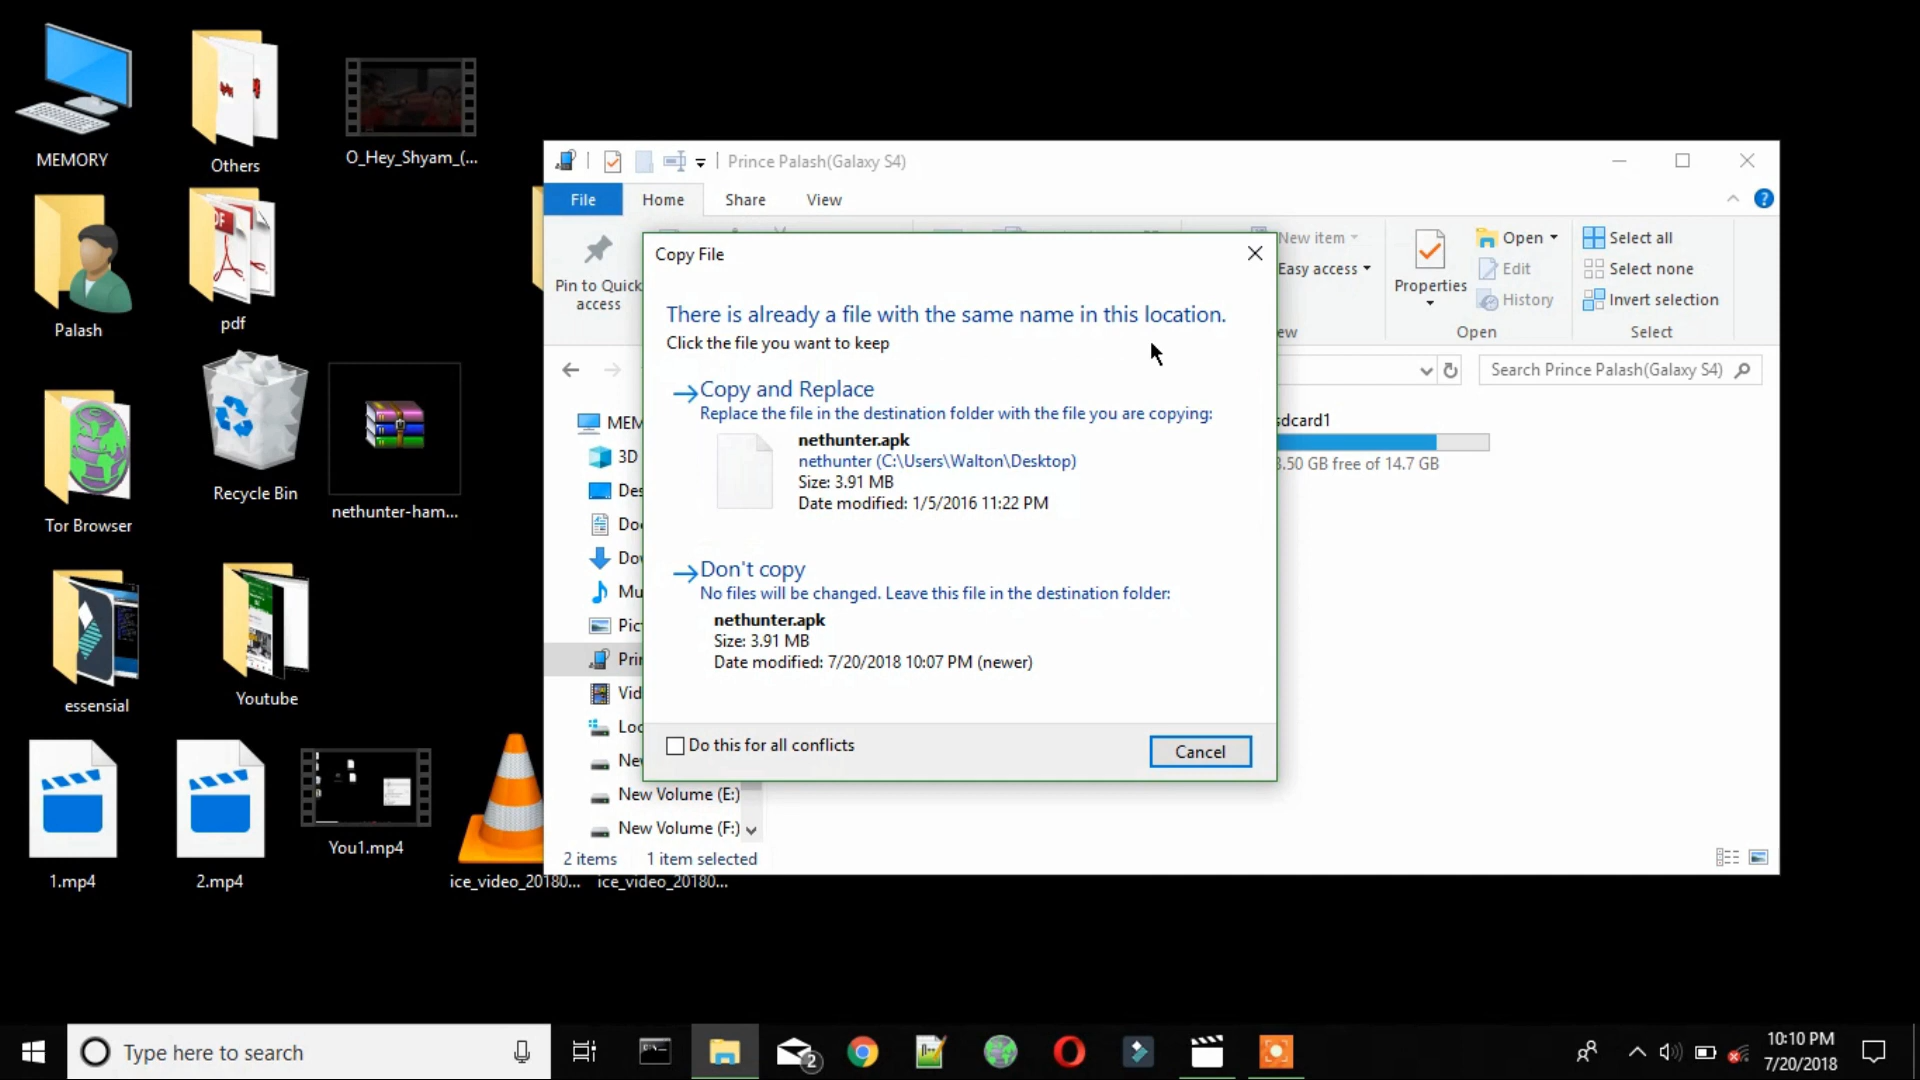 MEMORY
Others
O_Hey_Shyam_(...
Palash
pdf
Tor Browser
Recycle Bin
nethunter-ham...
essensial
Youtube
1.mp4
2.mp4
You1.mp4
ice_video_20180...
ice_video_20180...
Prince Palash(Galaxy S4)
File
Home
Share
View
Pin to Quick
access
New item
Easy access
Properties
Open
Edit
History
Open
Select all
Select none
Invert selection
Select
Search Prince Palash(Galaxy S4)
MEM
3D
Des
Doc
Dow
Mu
Pict
Prin
Vid
Loc
New
New Volume (E:)
New Volume (F:)
sdcard1
3.50 GB free of 14.7 GB
2 items
1 item selected
Copy File
There is already a file with the same name in this location.
Click the file you want to keep
Copy and Replace
Replace the file in the destination folder with the file you are copying:
nethunter.apk
nethunter (C:\Users\Walton\Desktop)
Size: 3.91 MB
Date modified: 1/5/2016 11:22 PM
Don't copy
No files will be changed. Leave this file in the destination folder:
nethunter.apk
Size: 3.91 MB
Date modified: 7/20/2018 10:07 PM (newer)
Do this for all conflicts
Cancel
Type here to search
2
10:10 PM
7/20/2018